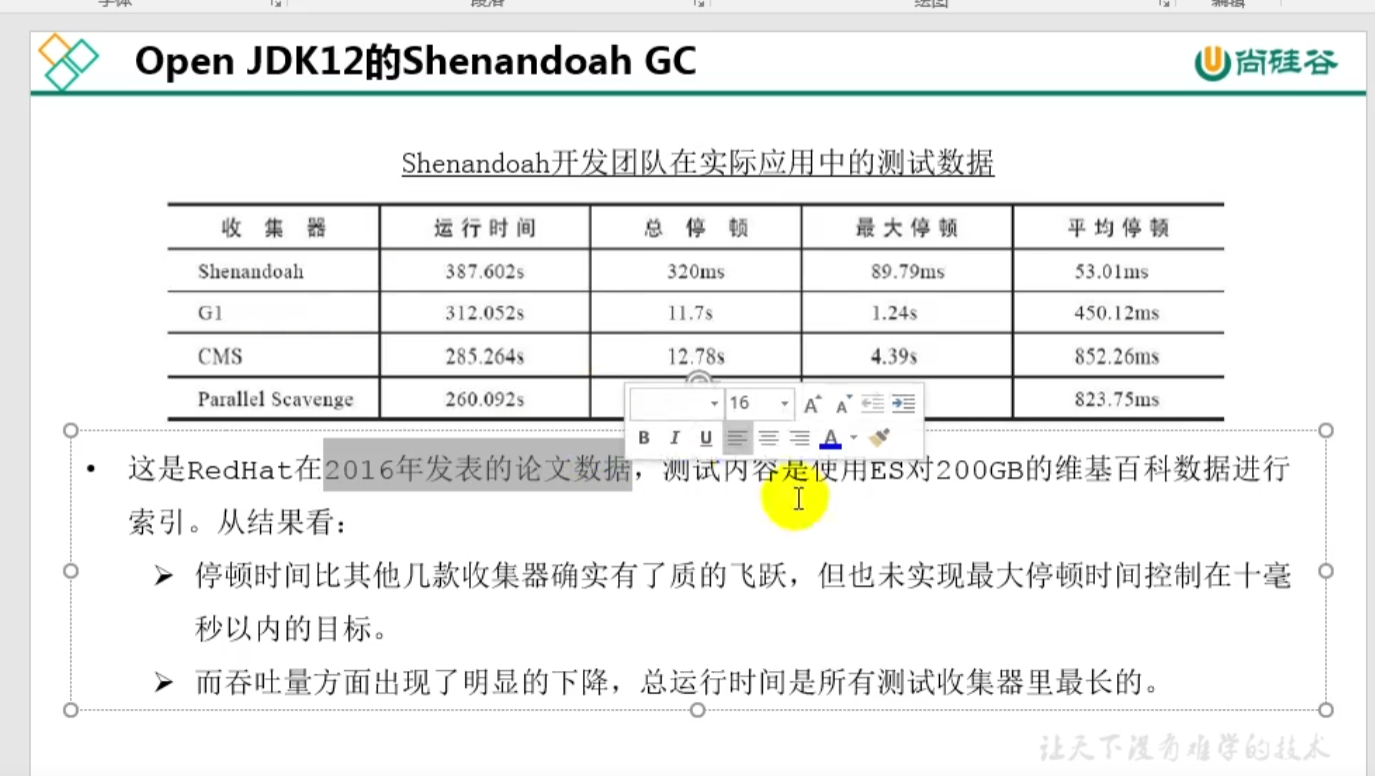 字体 段落 绘图 编辑
Open JDK12的Shenandoah GC
尚硅谷
Shenandoah开发团队在实际应用中的测试数据
收集器 运行时间 总停顿 最大停顿 平均停顿
Shenandoah 387.602s 320ms 89.79ms 53.01ms
G1 312.052s 11.7s 1.24s 450.12ms
CMS 285.264s 12.78s 4.39s 852.26ms
Parallel Scavenge 260.092s 823.75ms
16 A A
B I U A
• 这是RedHat在2016年发表的论文数据，测试内容是使用ES对200GB的维基百科数据进行
索引。从结果看：
➢ 停顿时间比其他几款收集器确实有了质的飞跃，但也未实现最大停顿时间控制在十毫
秒以内的目标。
➢ 而吞吐量方面出现了明显的下降，总运行时间是所有测试收集器里最长的。
让天下没有难学的技术